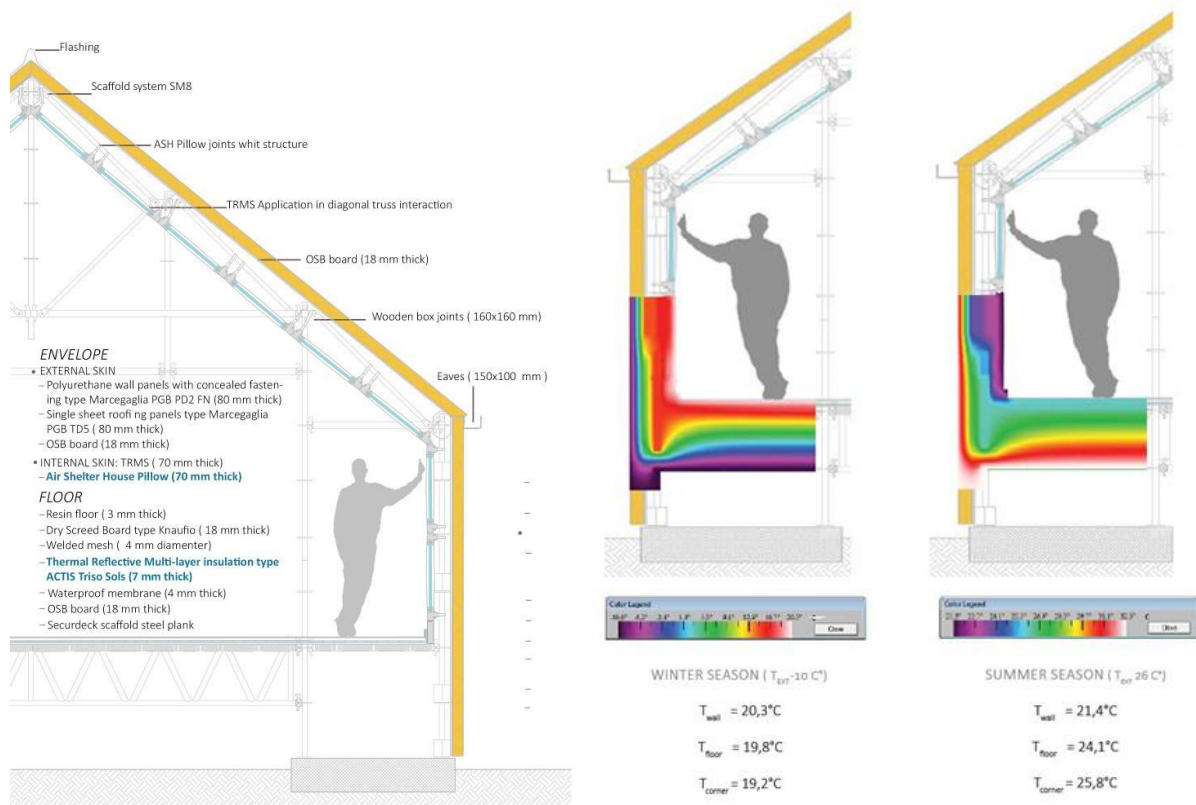 Flashing
Scaffold system SM8
ASH Pillow joints whit structure
TRMS Application in diagonal truss interaction
OSB board (18 mm thick)
Wooden box joints ( 160x160 mm)
Eaves ( 150x100 mm )
ENVELOPE
• EXTERNAL SKIN
– Polyurethane wall panels with concealed fasten-
ing type Marcegaglia PGB PD2 FN (80 mm thick)
– Single sheet roofi ng panels type Marcegaglia
PGB TD5 ( 80 mm thick)
– OSB board (18 mm thick)
• INTERNAL SKIN: TRMS ( 70 mm thick)
– Air Shelter House Pillow (70 mm thick)
FLOOR
– Resin floor ( 3 mm thick)
– Dry Screed Board type Knaufio ( 18 mm thick)
– Welded mesh ( 4 mm diamenter)
– Thermal Reflective Multi-layer insulation type
ACTIS Triso Sols (7 mm thick)
– Waterproof membrane (4 mm thick)
– OSB board (18 mm thick)
– Securdeck scaffold steel plank
Color Legend
Close
WINTER SEASON ( TEXT -10 C°)
Twall = 20,3°C
Tfloor = 19,8°C
Tcorner = 19,2°C
Color Legend
SUMMER SEASON ( TEXT 26 C°)
Twall = 21,4°C
Tfloor = 24,1°C
Tcorner = 25,8°C